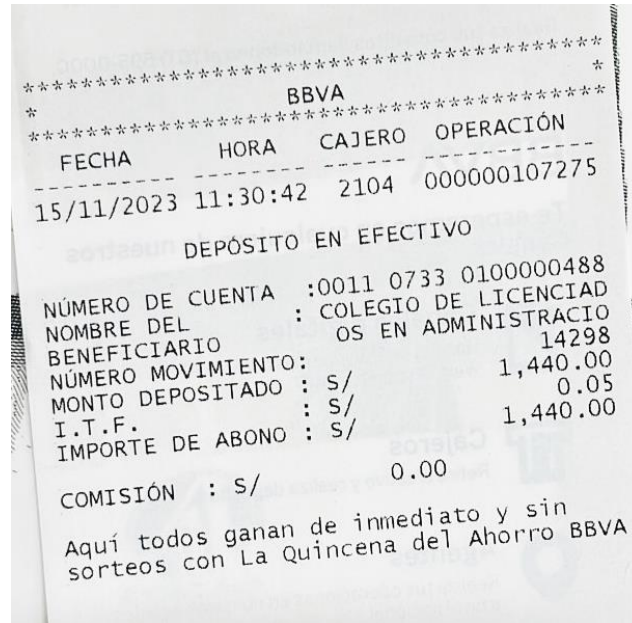 ****************************************
* BBVA *
****************************************
FECHA HORA CAJERO OPERACIÓN
---------- -------- ------ ------------
15/11/2023 11:30:42 2104 000000107275
DEPÓSITO EN EFECTIVO
NÚMERO DE CUENTA :0011 0733 0100000488
NOMBRE DEL : COLEGIO DE LICENCIAD
BENEFICIARIO OS EN ADMINISTRACIO
NÚMERO MOVIMIENTO: 14298
MONTO DEPOSITADO : S/ 1,440.00
I.T.F. : S/ 0.05
IMPORTE DE ABONO : S/ 1,440.00
COMISIÓN : S/ 0.00
Aquí todos ganan de inmediato y sin
sorteos con La Quincena del Ahorro BBVA